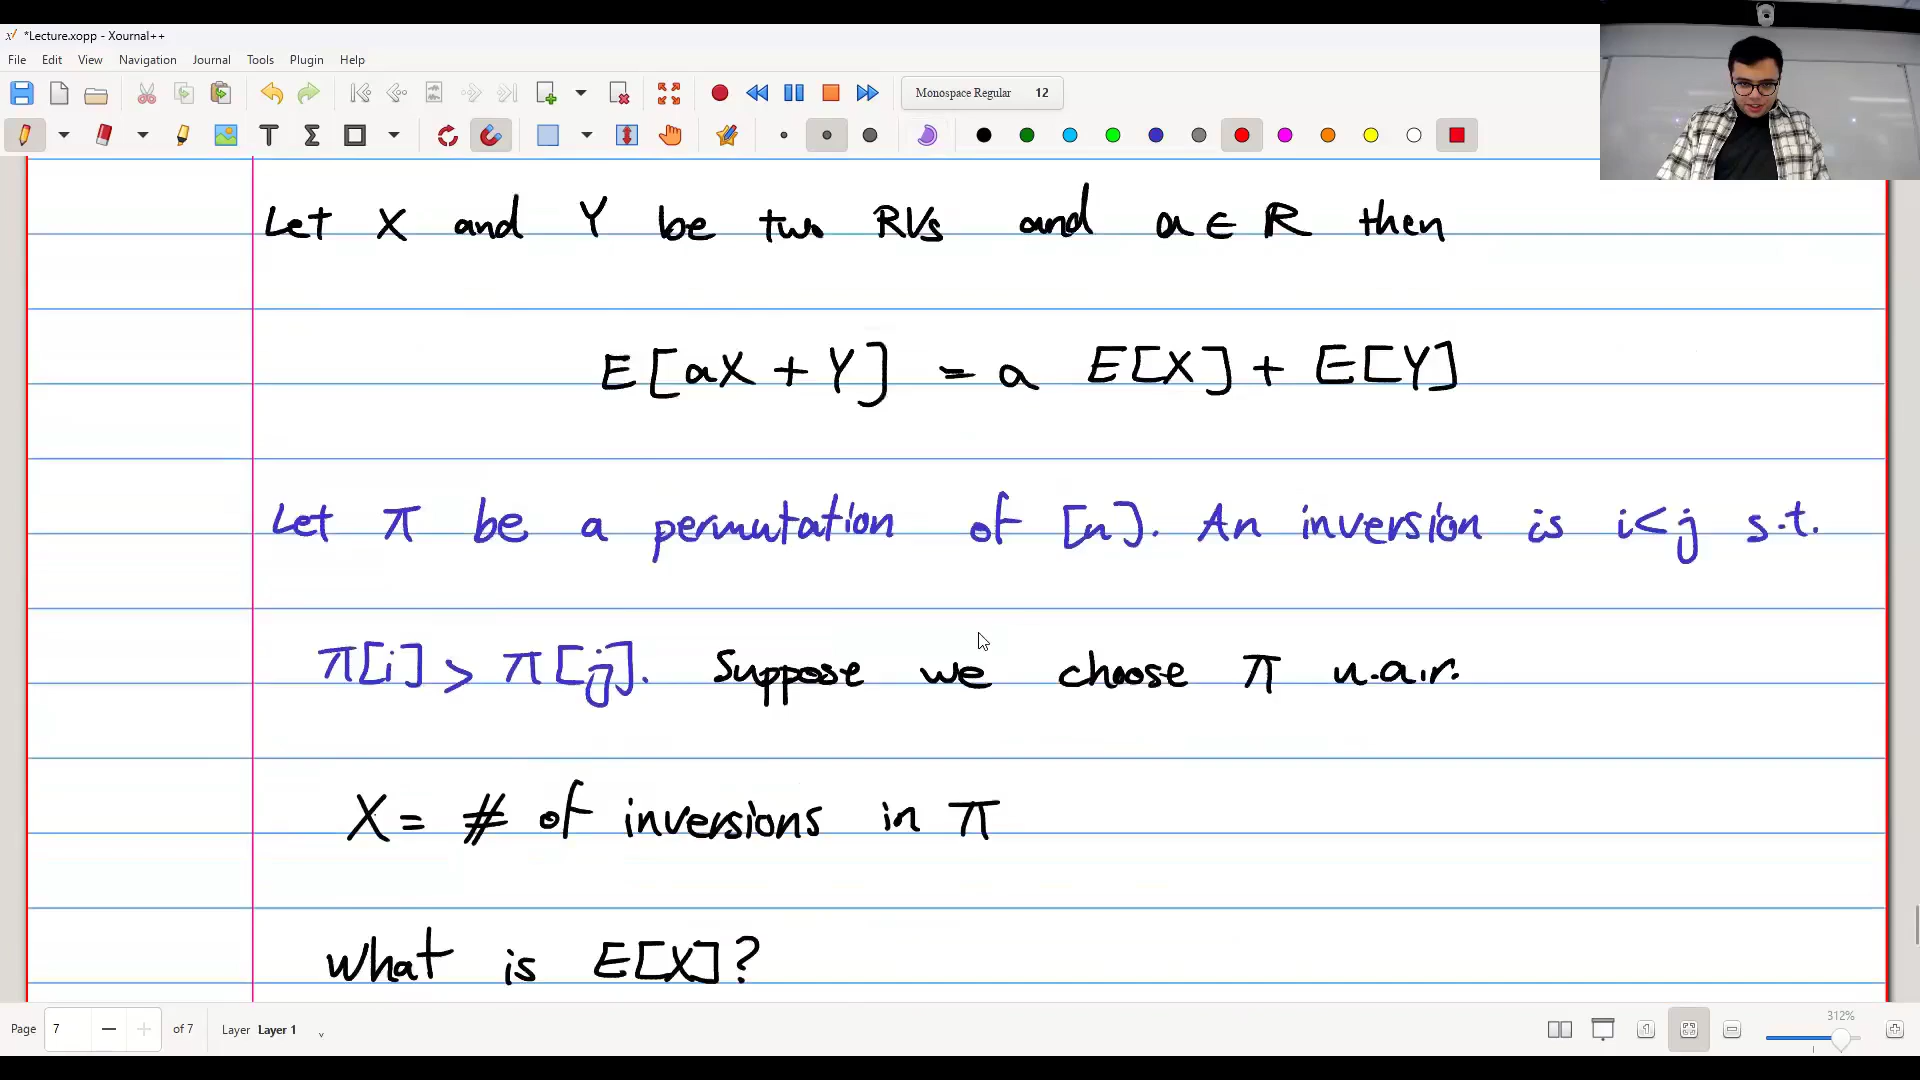 *Lecture.xopp - Xournal++
File Edit View Navigation Journal Tools Plugin Help
Monospace Regular 12
Let X and Y be two RVs and a ∈ ℝ then
E[aX + Y] = a E[X] + E[Y]
Let π be a permutation of [n]. An inversion is i<j s.t.
π[i] > π[j]. Suppose we choose π u.a.r.
X = # of inversions in π
What is E[X]?
Page 7 of 7 Layer Layer 1 312%